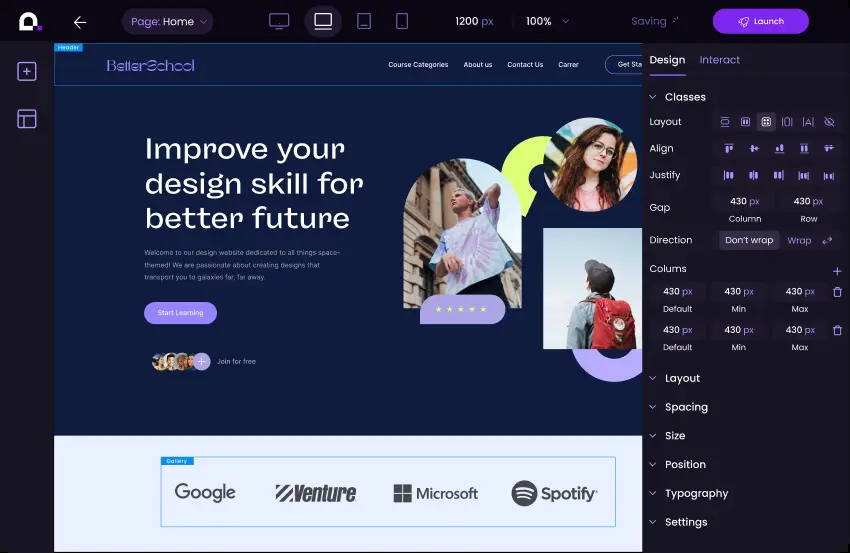 Page: Home
1200 px
100%
Saving
Launch
Header
BetterSchool
Course Categories
About us
Contact Us
Carrer
Get Sta
Improve your
design skill for
better future
Welcome to our design website dedicated to all things space-
themed! We are passionate about creating designs that
transport you to galaxies far, far away.
Start Learning
Join for free
Gallery
Google
Venture
Microsoft
Spotify
Design
Interact
Classes
Layout
Align
Justify
Gap
430 px
430 px
Column
Row
Direction
Don't wrap
Wrap
Colums
430 px
430 px
430 px
Default
Min
Max
430 px
430 px
430 px
Default
Min
Max
Layout
Spacing
Size
Position
Typography
Settings